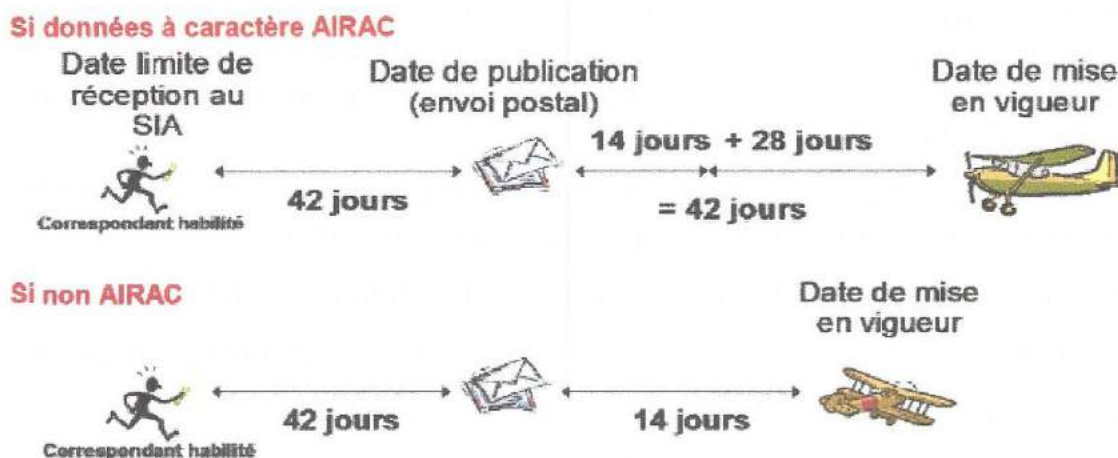 Si données à caractère AIRAC
Date limite de
réception au
SIA
Date de publication
(envoi postal)
Date de mise
en vigueur
14 jours + 28 jours
42 jours
= 42 jours
Correspondant habilité
Si non AIRAC
Date de mise
en vigueur
42 jours
14 jours
Correspondant habilité